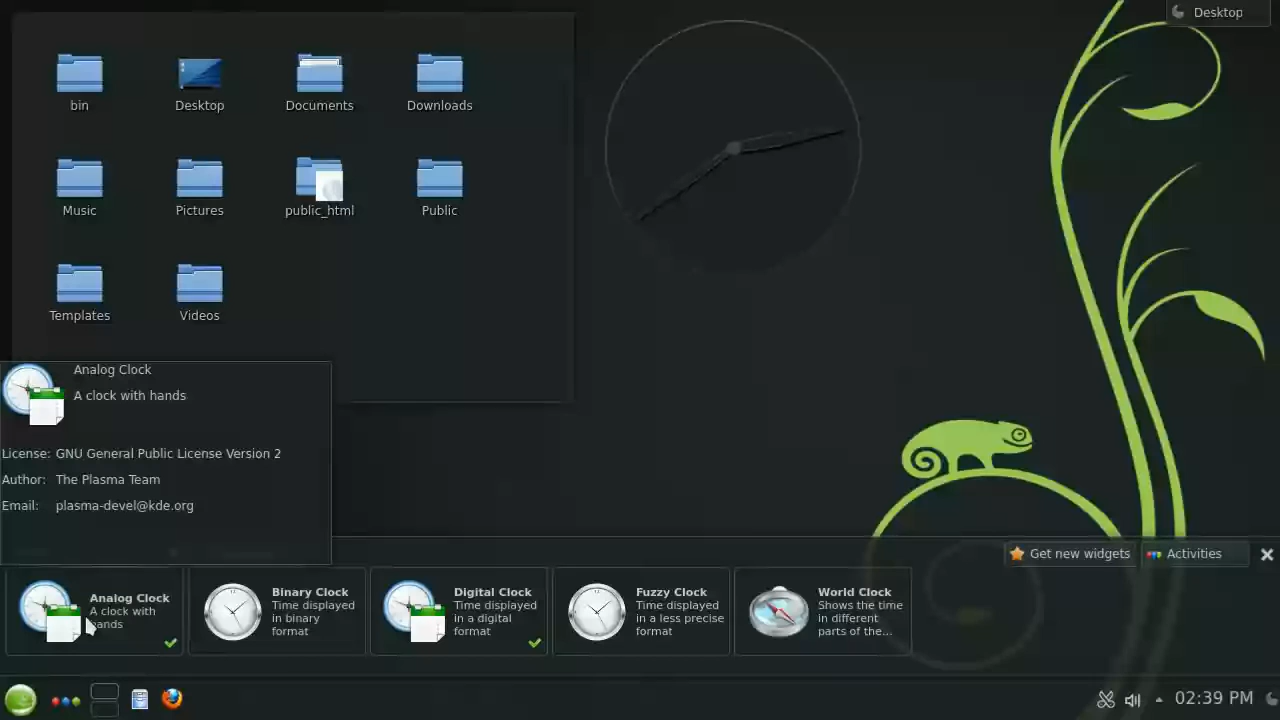 Desktop
bin
Desktop
Documents
Downloads
Music
Pictures
public_html
Public
Templates
Videos
Analog Clock
A clock with hands
License: GNU General Public License Version 2
Author: The Plasma Team
Email: plasma-devel@kde.org
Get new widgets
Activities
Analog Clock
A clock with
hands
Binary Clock
Time displayed
in binary
format
Digital Clock
Time displayed
in a digital
format
Fuzzy Clock
Time displayed
in a less precise
format
World Clock
Shows the time
in different
parts of the...
02:39 PM